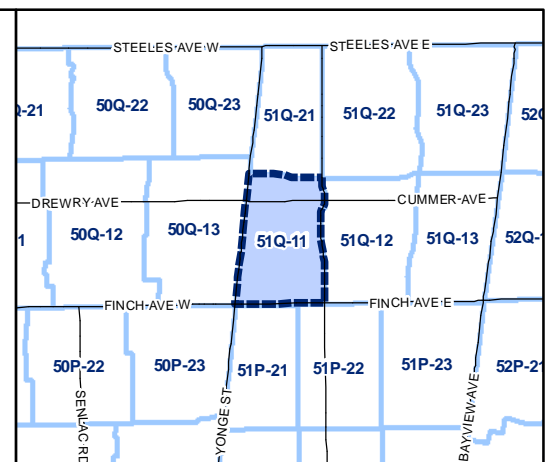 STEELES AVE W
STEELES AVE E
50Q-22
50Q-23
51Q-21
51Q-22
51Q-23
DREWRY AVE
CUMMER AVE
50Q-12
50Q-13
51Q-11
51Q-12
51Q-13
FINCH AVE W
FINCH AVE E
50P-22
50P-23
51P-21
51P-22
51P-23
52P-21
SENLAC RD
YONGE ST
BAYVIEW AVE